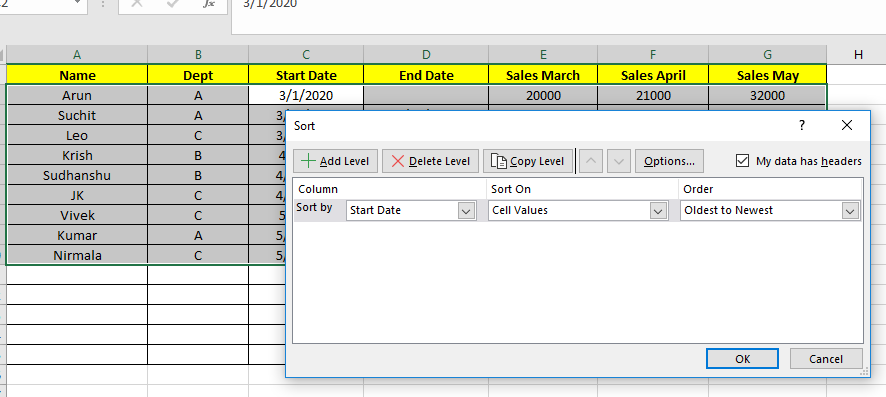 fx 3/1/2020
A B C D E F G H
Name Dept Start Date End Date Sales March Sales April Sales May
Arun A 3/1/2020 20000 21000 32000
Suchit A 3/
Leo C 3/
Krish B 4
Sudhanshu B 4/
JK C 4/
Vivek C 5
Kumar A 5/
Nirmala C 5/
Sort ?
Add Level Delete Level Copy Level Options... My data has headers
Column Sort On Order
Sort by Start Date Cell Values Oldest to Newest
OK Cancel